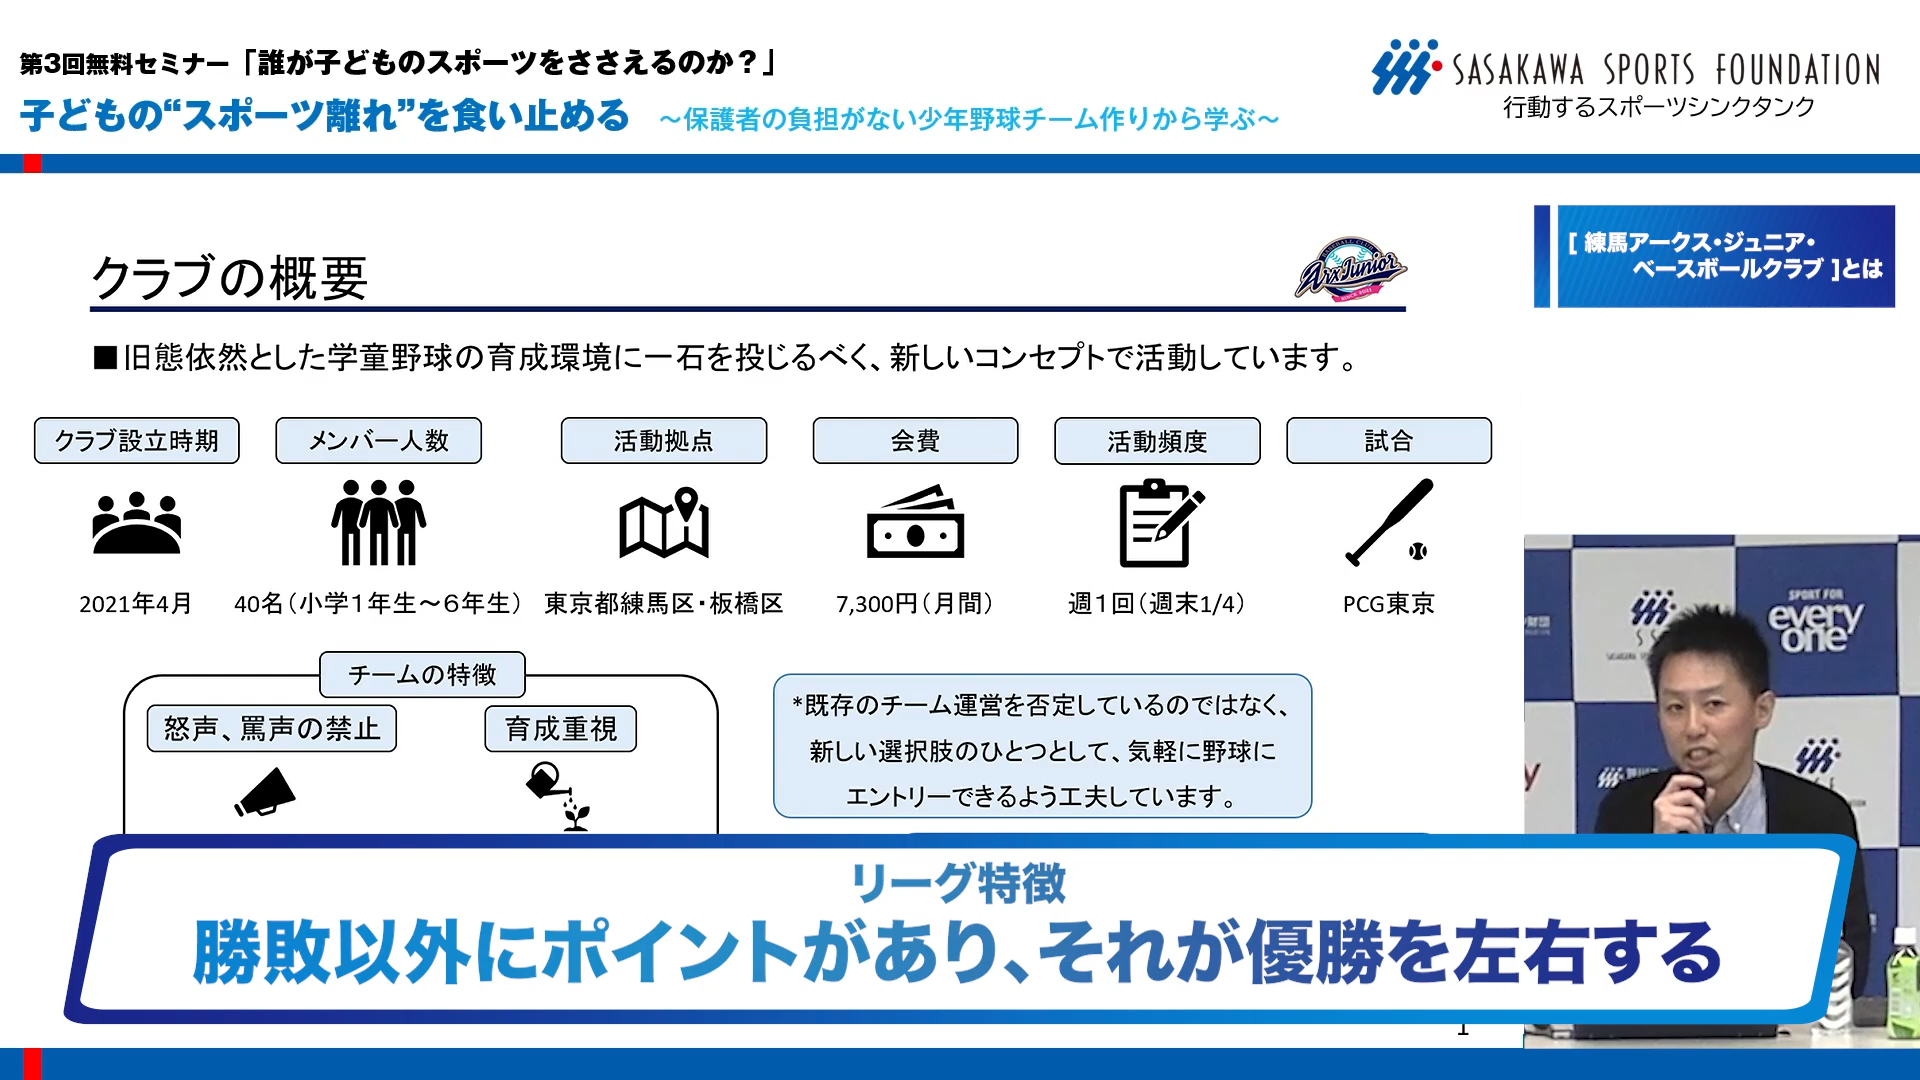 第3回無料セミナー「誰が子どものスポーツをささえるのか？」
子どもの“スポーツ離れ”を食い止める ～保護者の負担がない少年野球チーム作りから学ぶ～
SASAKAWA SPORTS FOUNDATION
行動するスポーツシンクタンク
[ 練馬アークス・ジュニア・
ベースボールクラブ ]とは
クラブの概要
Arx Junior
■旧態依然とした学童野球の育成環境に一石を投じるべく、新しいコンセプトで活動しています。
クラブ設立時期 メンバー人数 活動拠点 会費 活動頻度 試合
2021年4月 40名（小学１年生～６年生） 東京都練馬区・板橋区 7,300円（月間） 週１回（週末1/4） PCG東京
チームの特徴
怒声、罵声の禁止 育成重視
*既存のチーム運営を否定しているのではなく、
新しい選択肢のひとつとして、気軽に野球に
エントリーできるよう工夫しています。
SPORT FOR
every
one
リーグ特徴
勝敗以外にポイントがあり、それが優勝を左右する
1